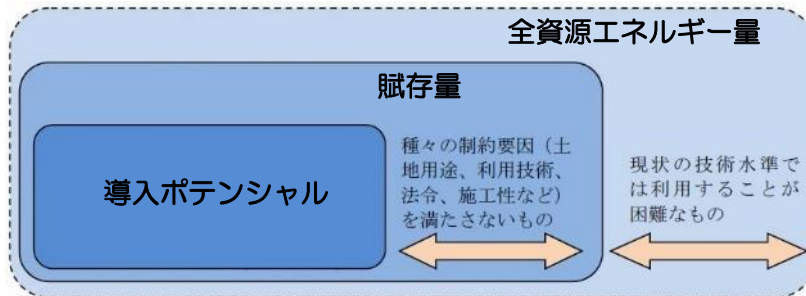 全資源エネルギー量
賦存量
導入ポテンシャル
種々の制約要因（土
地用途、利用技術、
法令、施工性など）
を満たさないもの
現状の技術水準で
は利用することが
困難なもの